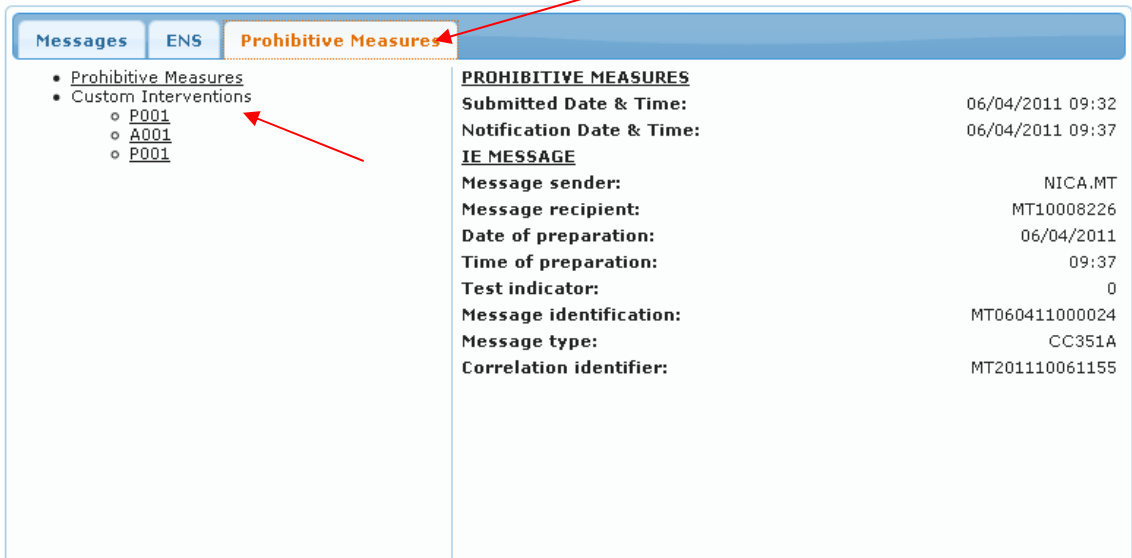 Messages ENS Prohibitive Measures
Prohibitive Measures
Custom Interventions
P001
A001
P001
PROHIBITIVE MEASURES
Submitted Date & Time: 06/04/2011 09:32
Notification Date & Time: 06/04/2011 09:37
IE MESSAGE
Message sender: NICA.MT
Message recipient: MT10008226
Date of preparation: 06/04/2011
Time of preparation: 09:37
Test indicator: 0
Message identification: MT060411000024
Message type: CC351A
Correlation identifier: MT201110061155